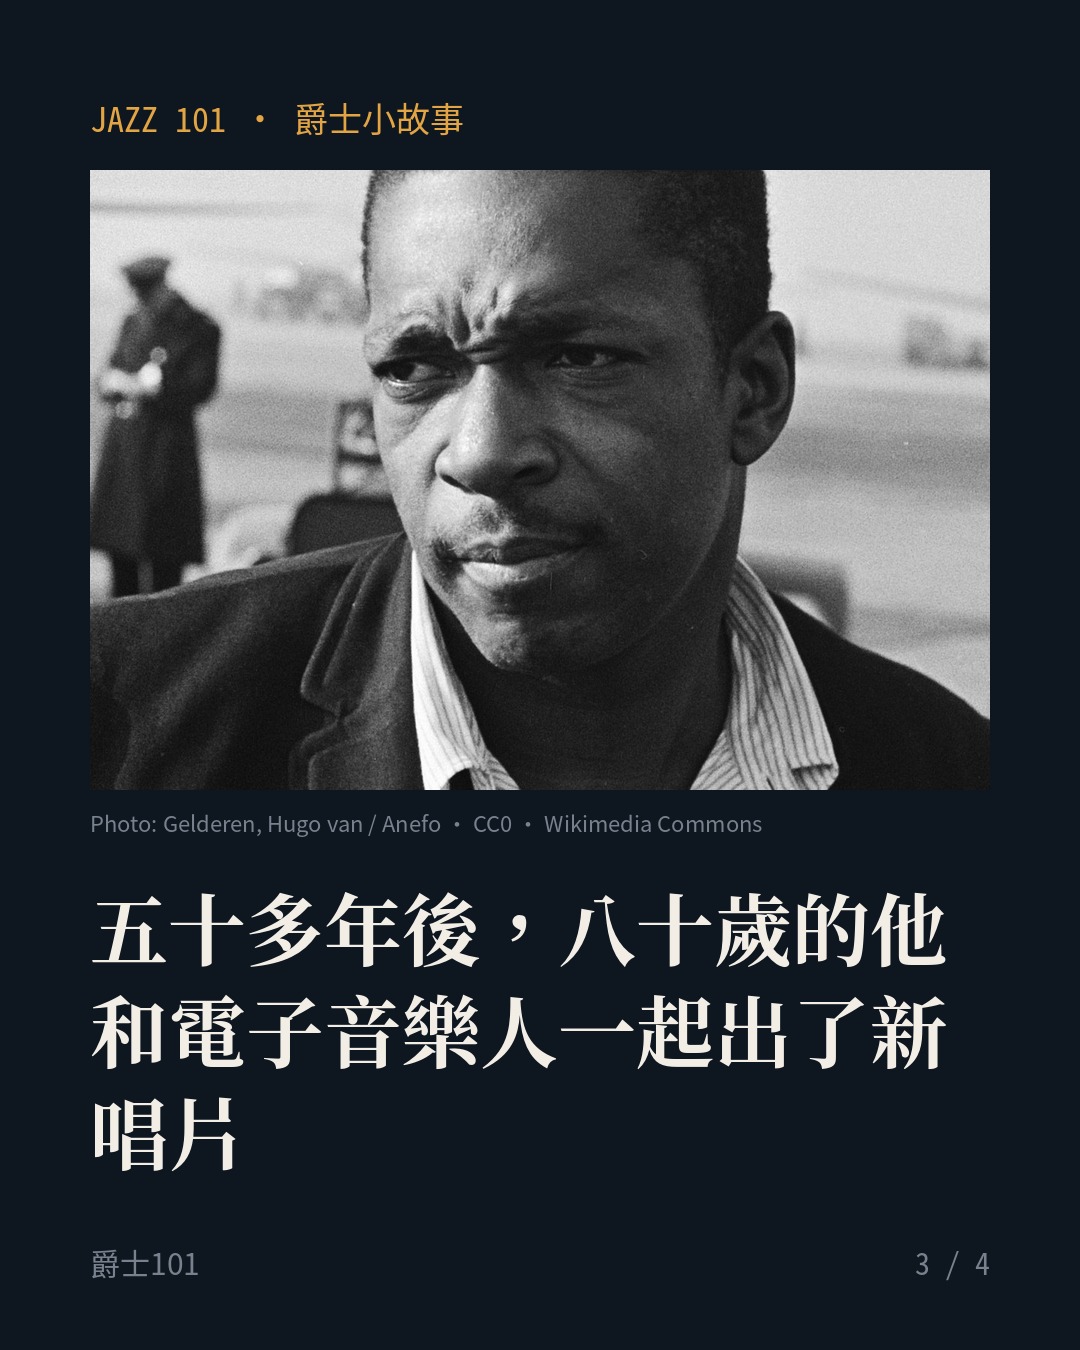 JAZZ 101 · 爵士小故事
Photo: Gelderen, Hugo van / Anefo · CC0 · Wikimedia Commons
五十多年後，八十歲的他
和電子音樂人一起出了新
唱片
爵士101
3 / 4